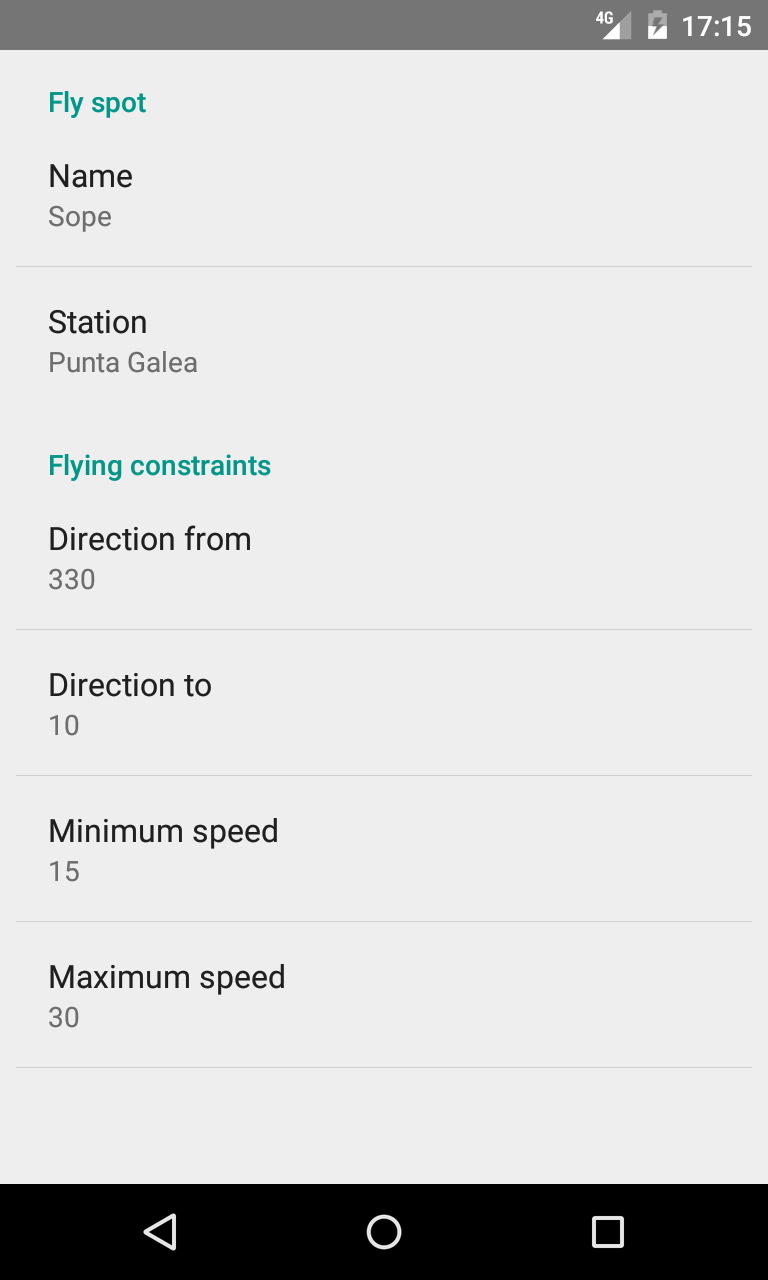 4G 17:15
Fly spot
Name
Sope
Station
Punta Galea
Flying constraints
Direction from
330
Direction to
10
Minimum speed
15
Maximum speed
30